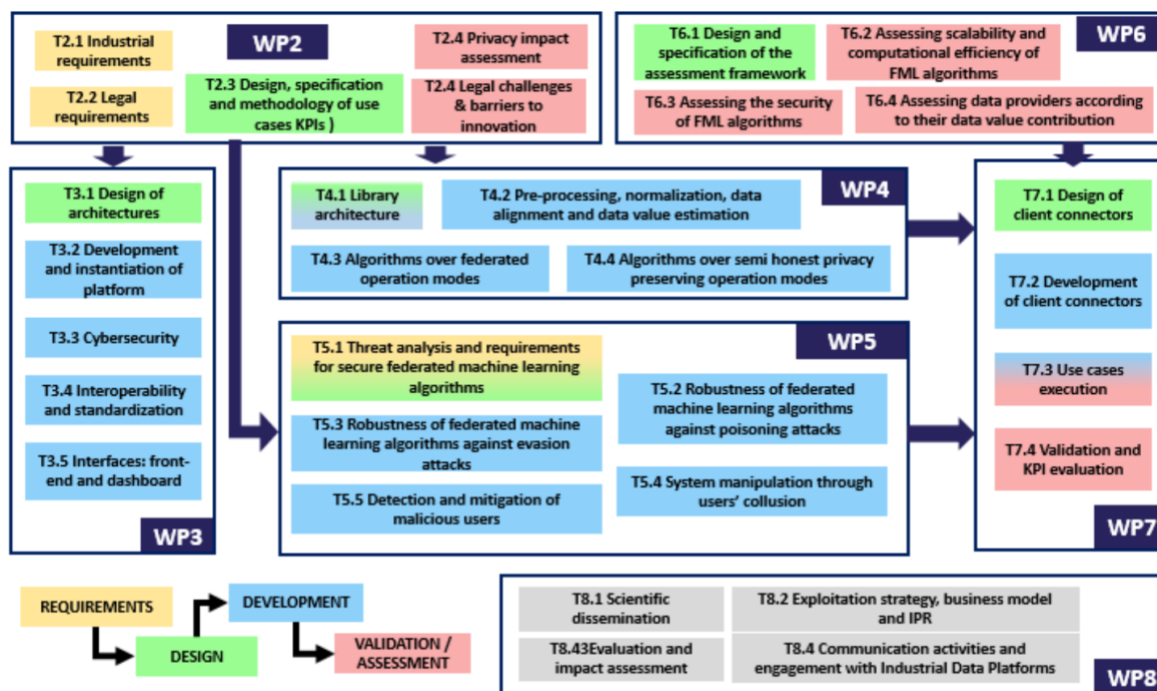 T2.1 Industrial
requirements
WP2
T2.4 Privacy impact
assessment
T2.2 Legal
requirements
T2.3 Design, specification
and methodology of use
cases KPIs )
T2.4 Legal challenges
& barriers to
innovation
T6.1 Design and
specification of the
assessment framework
T6.2 Assessing scalability and
computational efficiency of
FML algorithms
WP6
T6.3 Assessing the security
of FML algorithms
T6.4 Assessing data providers according
to their data value contribution
T3.1 Design of
architectures
T3.2 Development
and instantiation of
platform
T3.3 Cybersecurity
T3.4 Interoperability
and standardization
T3.5 Interfaces: front-
end and dashboard
WP3
T4.1 Library
architecture
T4.2 Pre-processing, normalization, data
alignment and data value estimation
WP4
T4.3 Algorithms over federated
operation modes
T4.4 Algorithms over semi honest privacy
preserving operation modes
T5.1 Threat analysis and requirements
for secure federated machine learning
algorithms
WP5
T5.2 Robustness of federated
machine learning algorithms
against poisoning attacks
T5.3 Robustness of federated machine
learning algorithms against evasion
attacks
T5.4 System manipulation through
users' collusion
T5.5 Detection and mitigation of
malicious users
T7.1 Design of
client connectors
T7.2 Development
of client connectors
T7.3 Use cases
execution
T7.4 Validation and
KPI evaluation
WP7
REQUIREMENTS
DESIGN
DEVELOPMENT
VALIDATION /
ASSESSMENT
T8.1 Scientific
dissemination
T8.2 Exploitation strategy, business model
and IPR
T8.43Evaluation and
impact assessment
T8.4 Communication activities and
engagement with Industrial Data Platforms
WP8